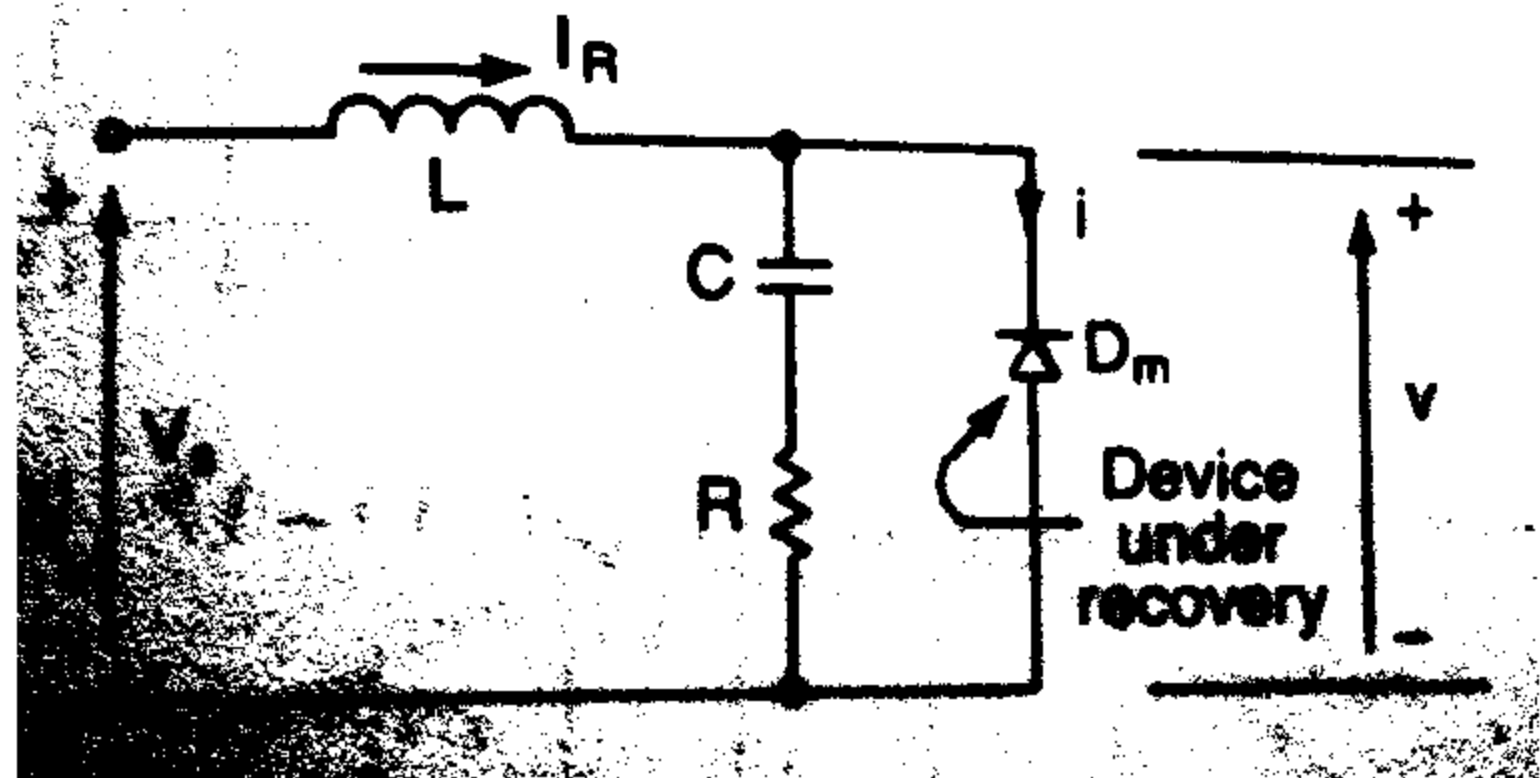 I_R
+
L
i
+
C
D_m
V
v
R
Device
under
recovery
−